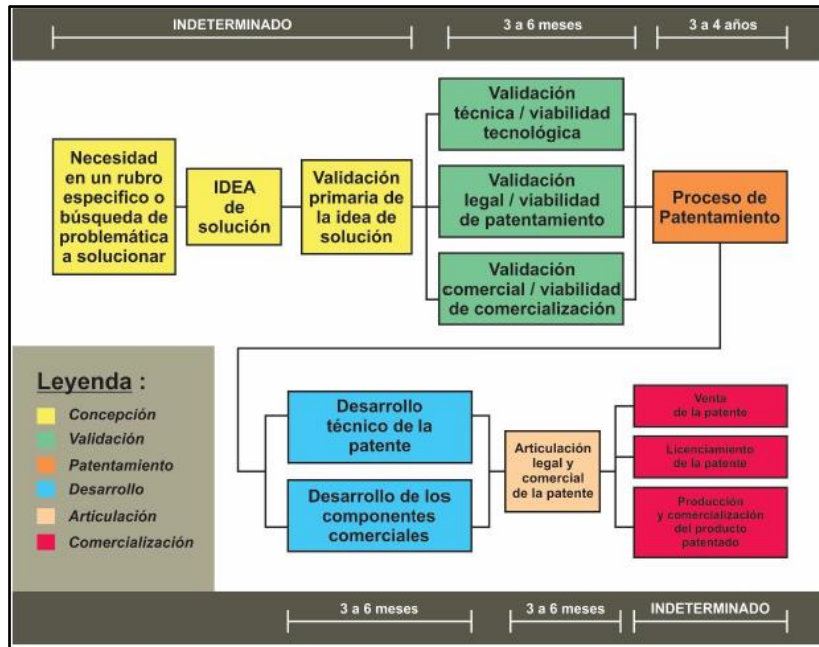 INDETERMINADO
3 a 6 meses
3 a 4 años
Necesidad
en un rubro
especifico o
búsqueda de
problemática
a solucionar
IDEA
de
solución
Validación
primaria de
la idea de
solución
Validación
técnica / viabilidad
tecnológica
Validación
legal / viabilidad
de patentamiento
Validación
comercial / viabilidad
de comercialización
Proceso de
Patentamiento
Leyenda :
Concepción
Validación
Patentamiento
Desarrollo
Articulación
Comercialización
Desarrollo
técnico de la
patente
Desarrollo de los
componentes
comerciales
Articulación
legal y
comercial
de la patente
Venta
de la patente
Licenciamiento
de la patente
Producción
y comercialización
del producto
patentado
3 a 6 meses
3 a 6 meses
INDETERMINADO